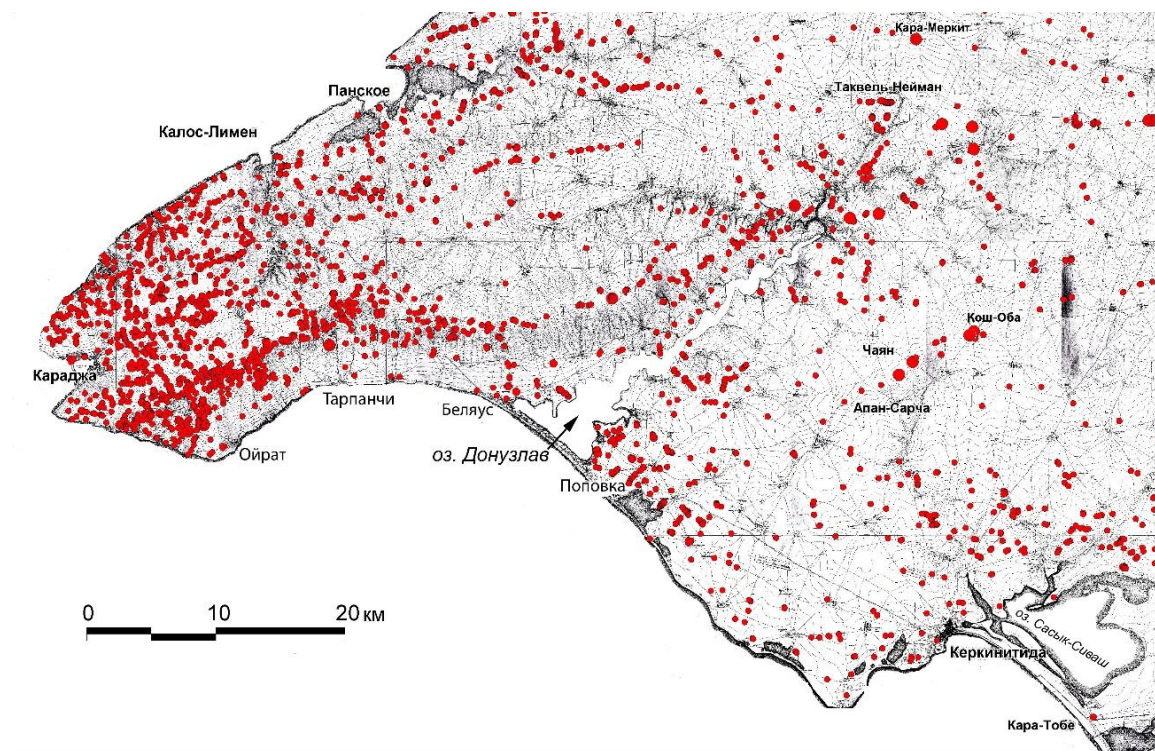 Кара-Меркит
Таквель-Нейман
Панское
Калос-Лимен
Кош-Оба
Чаян
Караджа
Тарпанчи
Беляус
Апан-Сарча
Ойрат
оз. Донузлав
Поповка
0 10 20 км
оз. Сасык-Сиваш
Керкинитида
Кара-Тобе